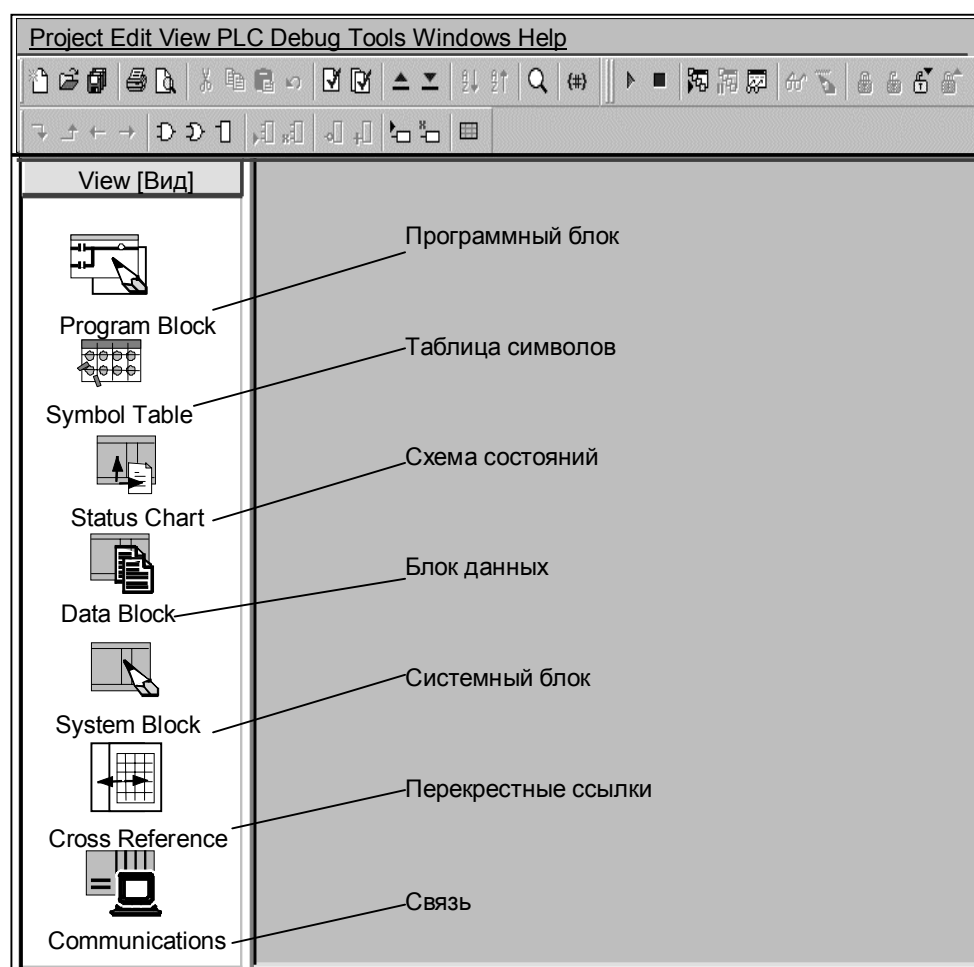 Project Edit View PLC Debug Tools Windows Help
View [Вид]
Программный блок
Program Block
Таблица символов
Symbol Table
Схема состояний
Status Chart
Блок данных
Data Block
Системный блок
System Block
Перекрестные ссылки
Cross Reference
Связь
Communications